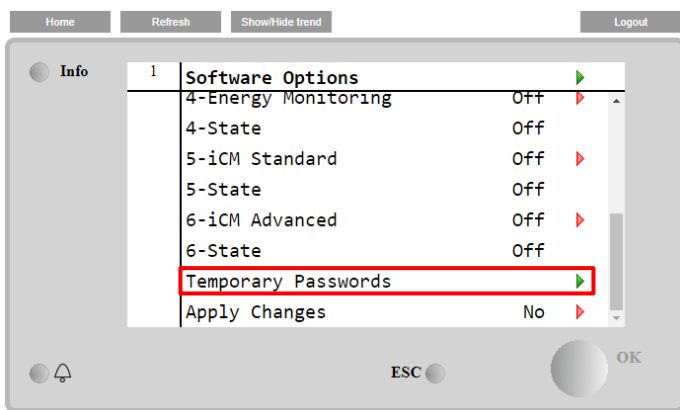 Home Refresh Show/Hide trend Logout
Info 1 Software Options
4-Energy Monitoring Off
4-State Off
5-iCM Standard Off
5-State Off
6-iCM Advanced Off
6-State Off
Temporary Passwords
Apply Changes No
ESC OK